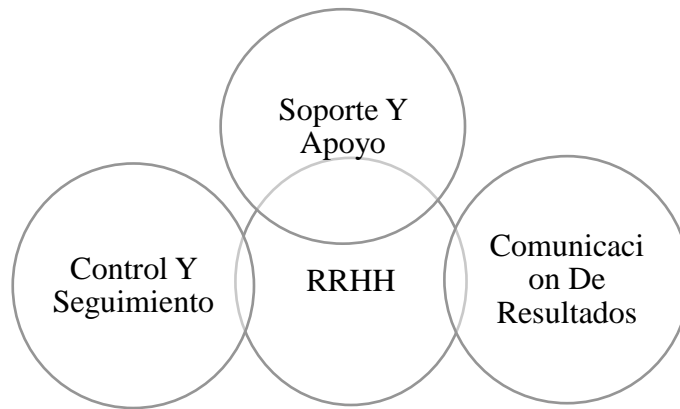 Soporte Y
Apoyo
Control Y
Seguimiento
RRHH
Comunicaci
on De
Resultados